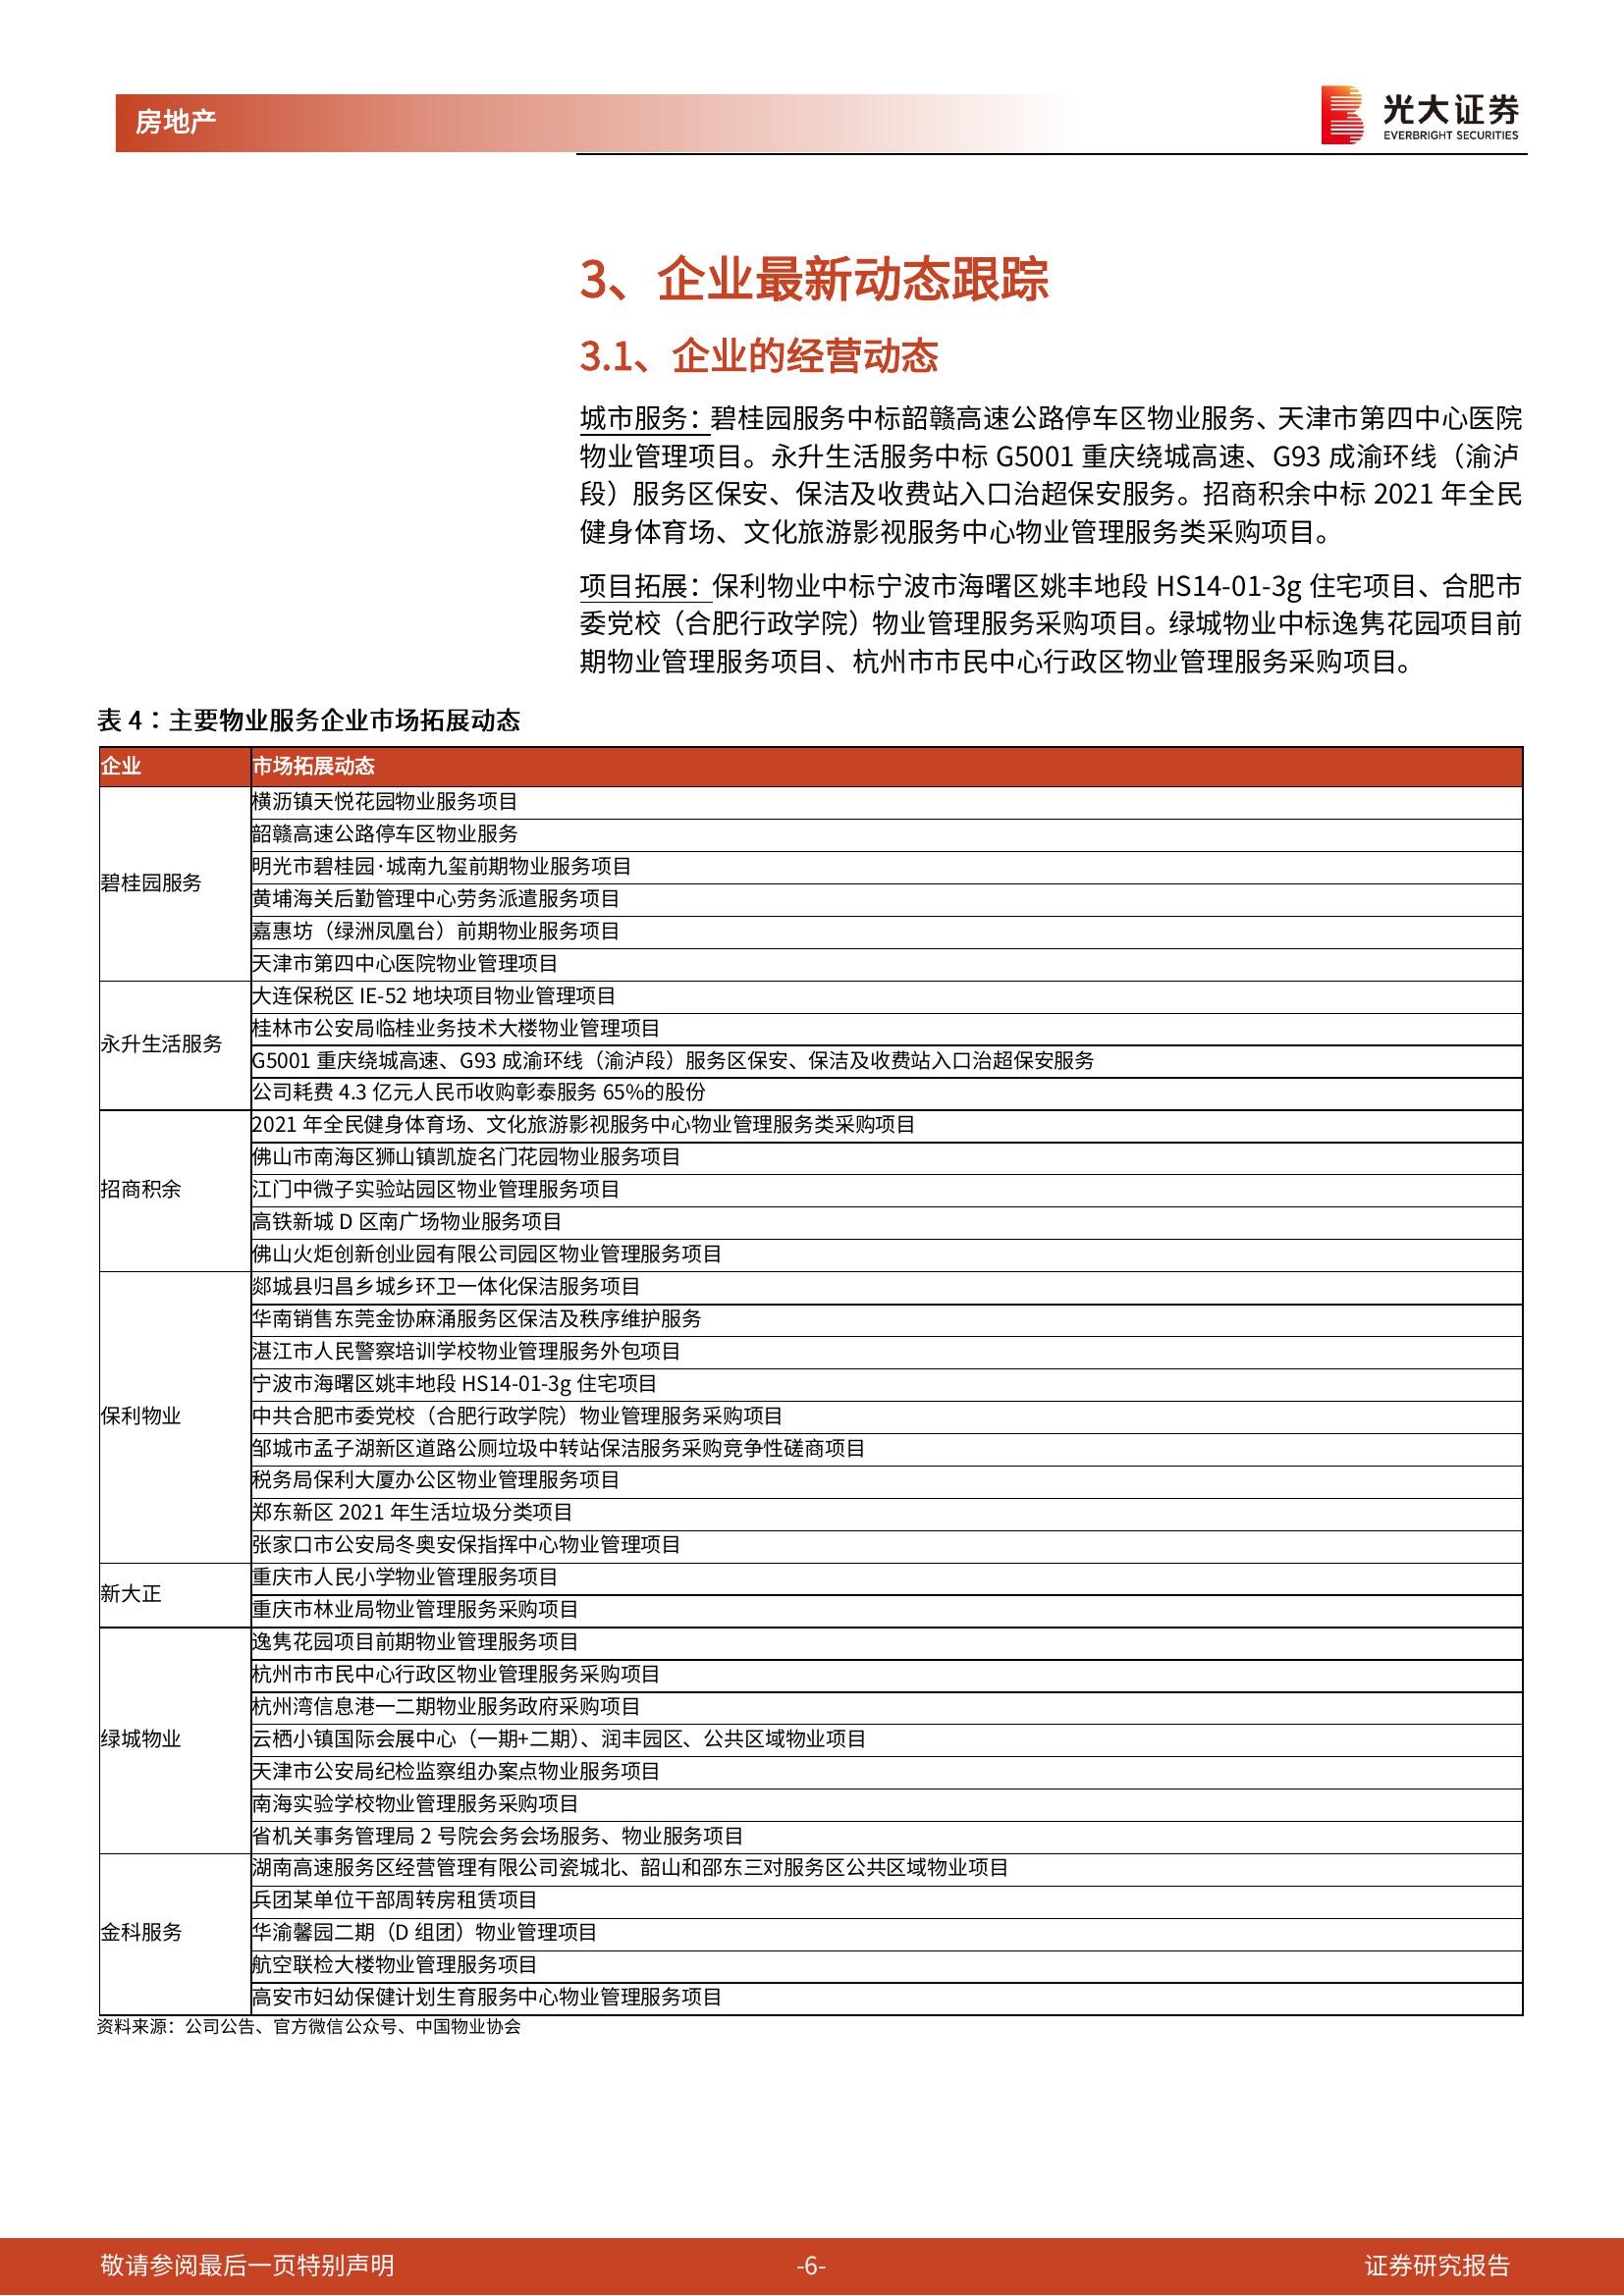 房地产
光大证券
EVERBRIGHT SECURITIES
3、企业最新动态跟踪
3.1、企业的经营动态
城市服务：碧桂园服务中标韶赣高速公路停车区物业服务、天津市第四中心医院
物业管理项目。永升生活服务中标 G5001 重庆绕城高速、G93 成渝环线（渝泸
段）服务区保安、保洁及收费站入口治超保安服务。招商积余中标 2021 年全民
健身体育场、文化旅游影视服务中心物业管理服务类采购项目。
项目拓展：保利物业中标宁波市海曙区姚丰地段 HS14-01-3g 住宅项目、合肥市
委党校（合肥行政学院）物业管理服务采购项目。绿城物业中标逸隽花园项目前
期物业管理服务项目、杭州市市民中心行政区物业管理服务采购项目。
表 4：主要物业服务企业市场拓展动态
企业 市场拓展动态
碧桂园服务
横沥镇天悦花园物业服务项目
韶赣高速公路停车区物业服务
明光市碧桂园·城南九玺前期物业服务项目
黄埔海关后勤管理中心劳务派遣服务项目
嘉惠坊（绿洲凤凰台）前期物业服务项目
天津市第四中心医院物业管理项目
永升生活服务
大连保税区 IE-52 地块项目物业管理项目
桂林市公安局临桂业务技术大楼物业管理项目
G5001 重庆绕城高速、G93 成渝环线（渝泸段）服务区保安、保洁及收费站入口治超保安服务
公司耗费 4.3 亿元人民币收购彰泰服务 65%的股份
招商积余
2021 年全民健身体育场、文化旅游影视服务中心物业管理服务类采购项目
佛山市南海区狮山镇凯旋名门花园物业服务项目
江门中微子实验站园区物业管理服务项目
高铁新城 D 区南广场物业服务项目
佛山火炬创新创业园有限公司园区物业管理服务项目
保利物业
郯城县归昌乡城乡环卫一体化保洁服务项目
华南销售东莞金协麻涌服务区保洁及秩序维护服务
湛江市人民警察培训学校物业管理服务外包项目
宁波市海曙区姚丰地段 HS14-01-3g 住宅项目
中共合肥市委党校（合肥行政学院）物业管理服务采购项目
邹城市孟子湖新区道路公厕垃圾中转站保洁服务采购竞争性磋商项目
税务局保利大厦办公区物业管理服务项目
郑东新区 2021 年生活垃圾分类项目
张家口市公安局冬奥安保指挥中心物业管理项目
新大正
重庆市人民小学物业管理服务项目
重庆市林业局物业管理服务采购项目
绿城物业
逸隽花园项目前期物业管理服务项目
杭州市市民中心行政区物业管理服务采购项目
杭州湾信息港一二期物业服务政府采购项目
云栖小镇国际会展中心（一期+二期）、润丰园区、公共区域物业项目
天津市公安局纪检监察组办案点物业服务项目
南海实验学校物业管理服务采购项目
省机关事务管理局 2 号院会务会场服务、物业服务项目
金科服务
湖南高速服务区经营管理有限公司瓷城北、韶山和邵东三对服务区公共区域物业项目
兵团某单位干部周转房租赁项目
华渝馨园二期（D 组团）物业管理项目
航空联检大楼物业管理服务项目
高安市妇幼保健计划生育服务中心物业管理服务项目
资料来源：公司公告、官方微信公众号、中国物业协会
敬请参阅最后一页特别声明
-6-
证券研究报告